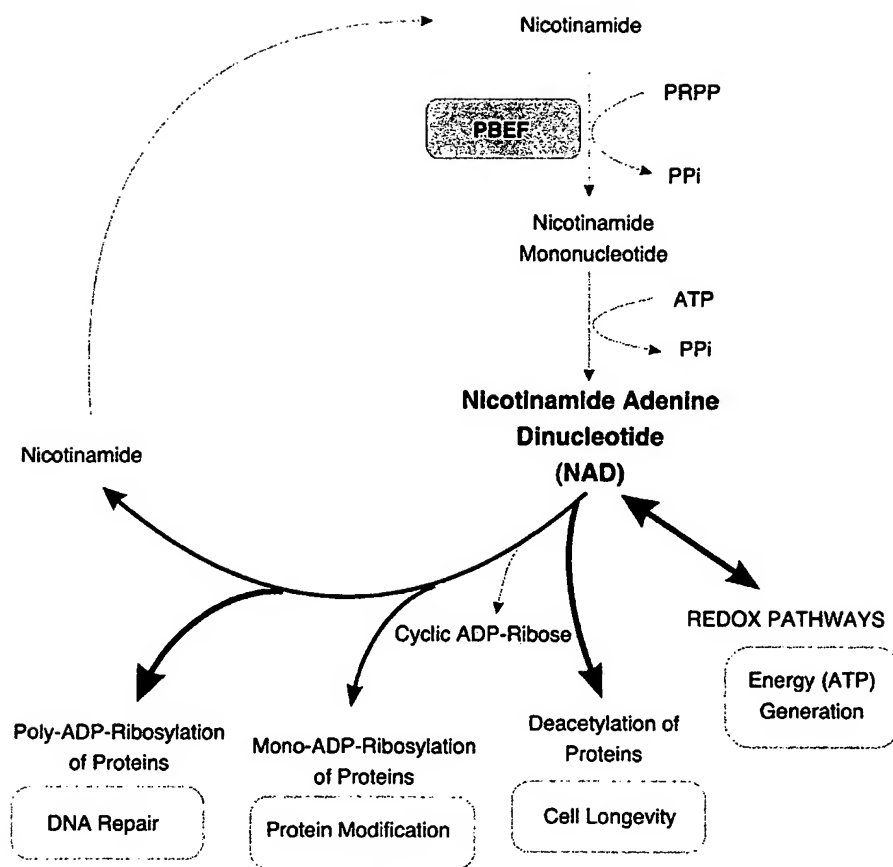 Nicotinamide
PRPP
PBEF
PPi
Nicotinamide
Mononucleotide
ATP
PPi
Nicotinamide Adenine
Dinucleotide
(NAD)
Nicotinamide
Cyclic ADP-Ribose
REDOX PATHWAYS
Energy (ATP)
Generation
Poly-ADP-Ribosylation
of Proteins
DNA Repair
Mono-ADP-Ribosylation
of Proteins
Protein Modification
Deacetylation of
Proteins
Cell Longevity